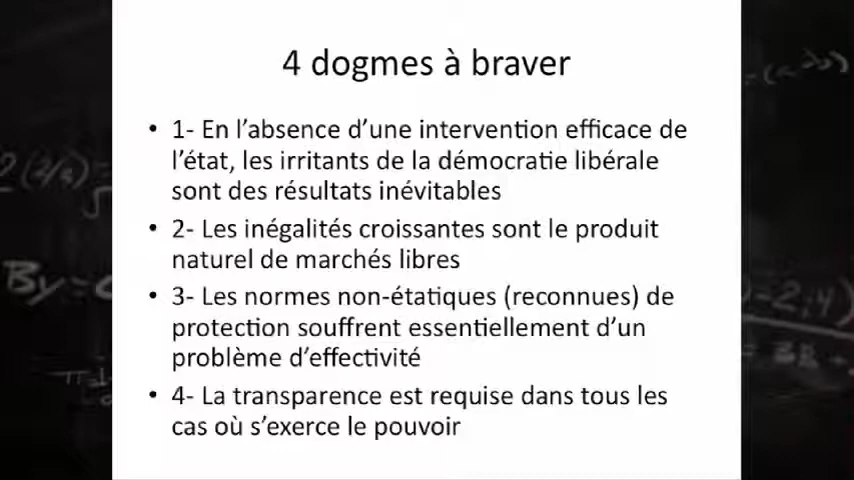 4 dogmes à braver
• 1- En l’absence d’une intervention efficace de
l’état, les irritants de la démocratie libérale
sont des résultats inévitables
• 2- Les inégalités croissantes sont le produit
naturel de marchés libres
• 3- Les normes non-étatiques (reconnues) de
protection souffrent essentiellement d’un
problème d’effectivité
• 4- La transparence est requise dans tous les
cas où s’exerce le pouvoir